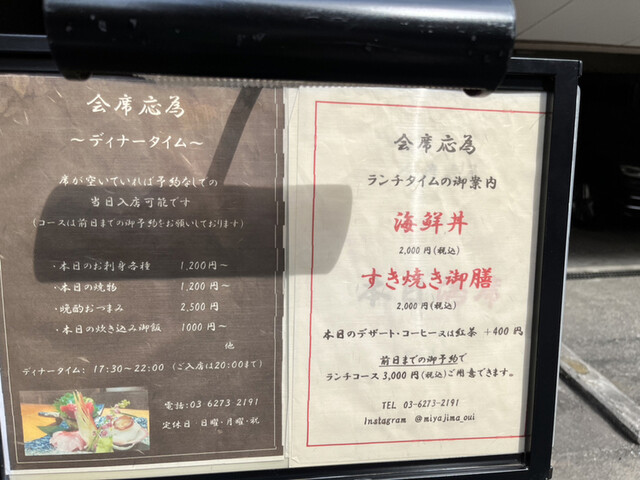 会席応為
～ディナータイム～
席が空いていれば予約なしでの
当日入店可能です
(コースは前日までの御予約をお願いしております)
・本日のお刺身各種 1,200円～
・本日の焼物 1,200円～
・晩酌おつまみ 2,500円
・本日の炊き込み御飯 1000円～
他
ディナータイム: 17:30～22:00 (ご入店は20:00まで)
電話:03-6273-2191
定休日 日曜・月曜・祝
会席応為
ランチタイムの御案内
海鮮丼
2,000円(税込)
すき焼き御膳
2,000円(税込)
本日のデザート・コーヒーor紅茶 +400円
前日までの御予約で
ランチコース3,000円(税込)ご用意できます。
TEL 03-6273-2191
Instagram @miyajima_oui